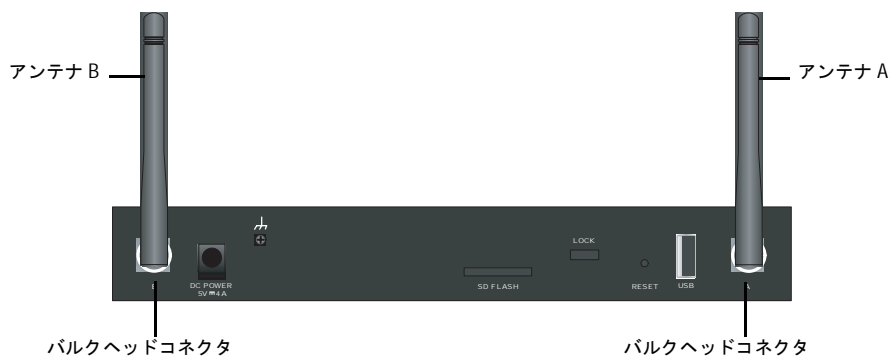 アンテナ B
アンテナ A
LOCK
DC POWER
5V 4 A
SD FLASH
RESET
USB
A
バルクヘッドコネクタ
バルクヘッドコネクタ